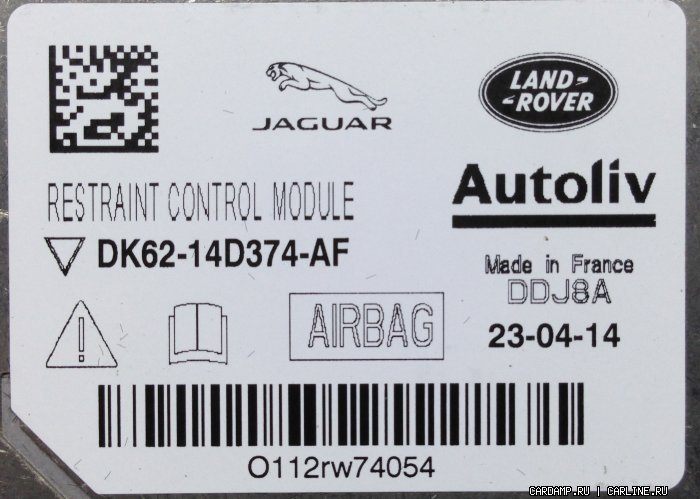 JAGUAR
LAND-
-ROVER
RESTRAINT CONTROL MODULE
Autoliv
DK62-14D374-AF
Made in France
DDJ8A
AIRBAG
23-04-14
O112rw74054
CARDAMP.RU | CARLINE.RU